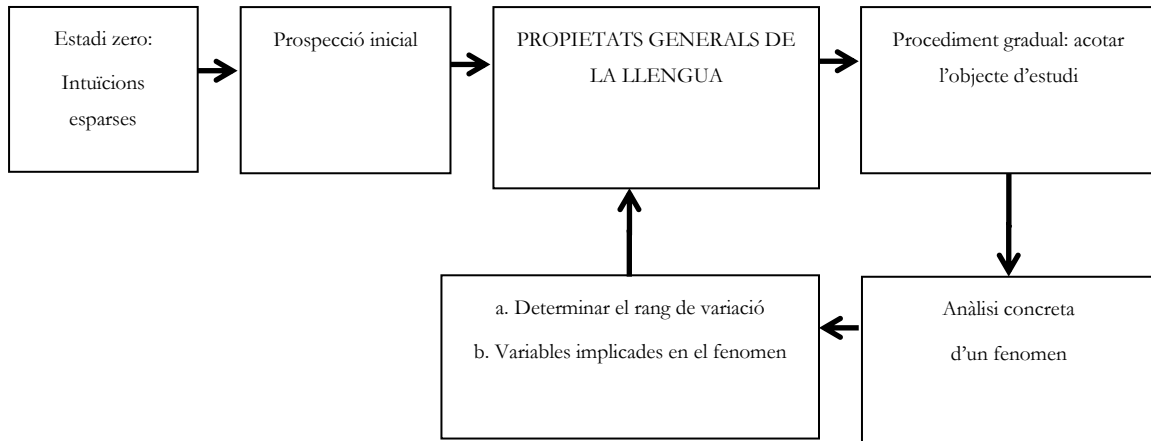 Estadi zero:
Intuïcions
esparses
Prospecció inicial
PROPIETATS GENERALS DE
LA LLENGUA
Procediment gradual: acotar
l’objecte d’estudi
a. Determinar el rang de variació
b. Variables implicades en el fenomen
Anàlisi concreta
d’un fenomen